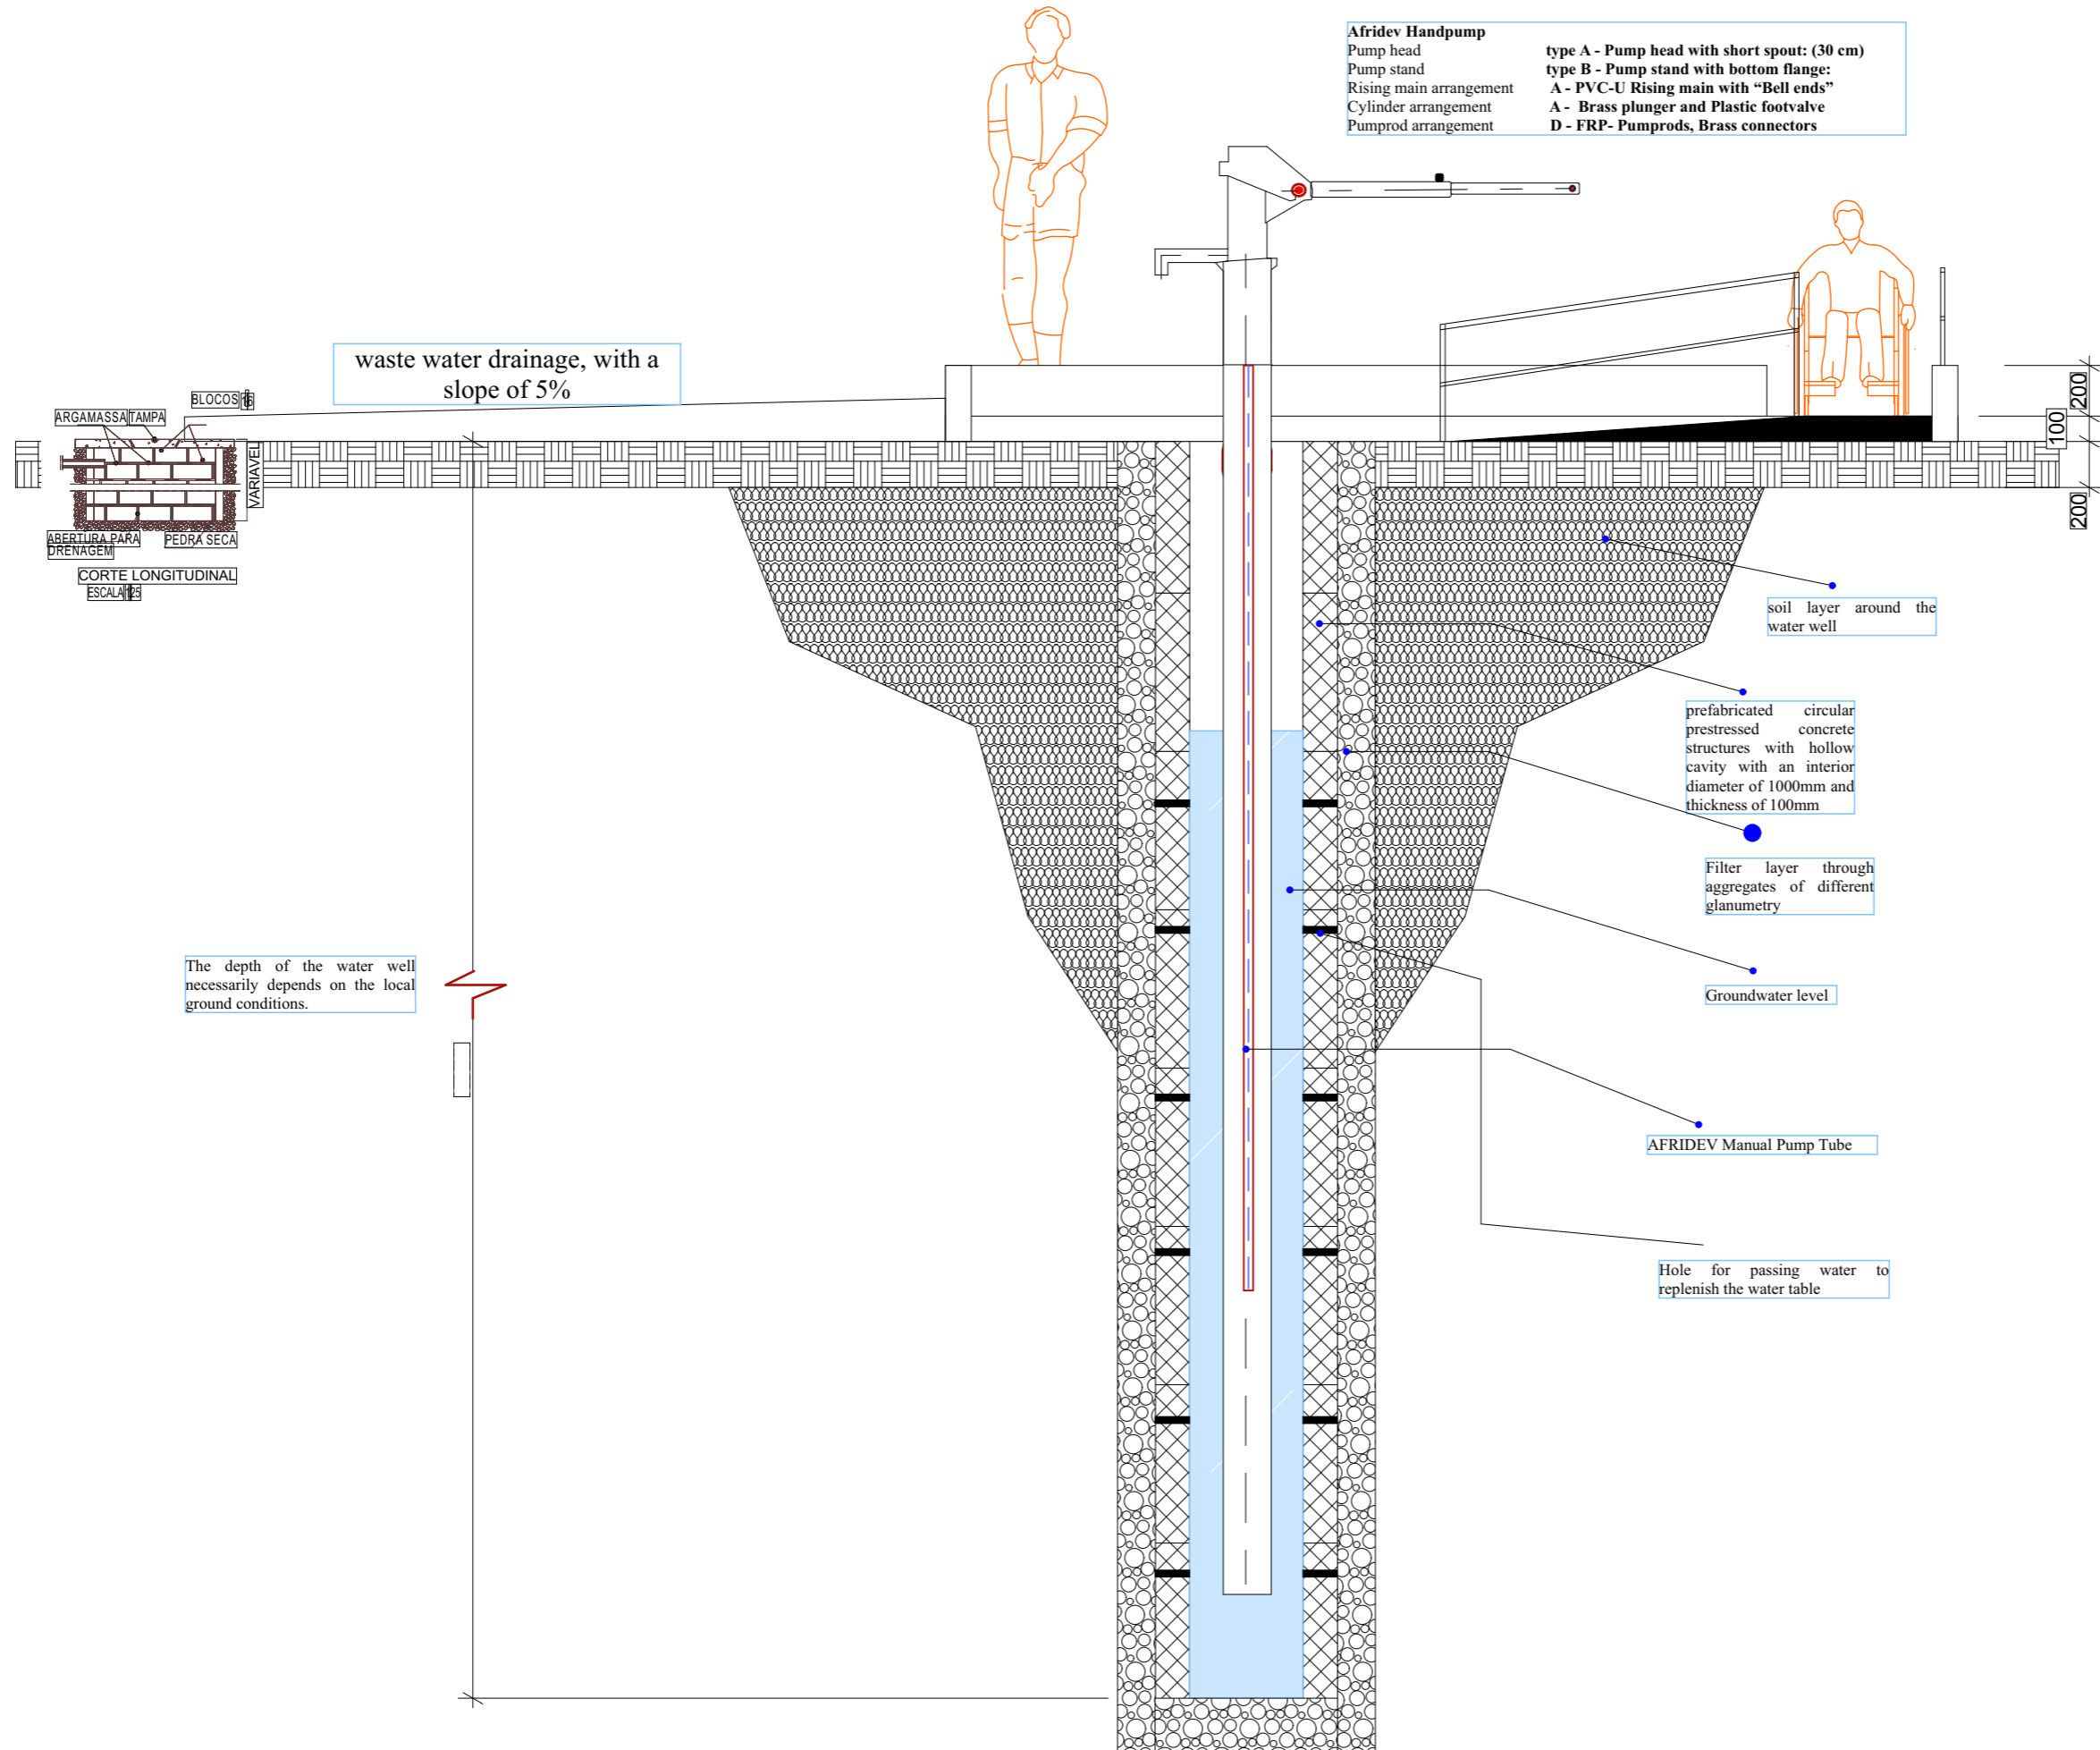 Afridev Handpump
Pump head type A - Pump head with short spout: (30 cm)
Pump stand type B - Pump stand with bottom flange:
Rising main arrangement A - PVC-U Rising main with “Bell ends”
Cylinder arrangement A - Brass plunger and Plastic footvalve
Pumprod arrangement D - FRP- Pumprods, Brass connectors
waste water drainage, with a
slope of 5%
BLOCOS
ARGAMASSA TAMPA
VARIAVEL
ABERTURA PARA
DRENAGEM
PEDRA SECA
CORTE LONGITUDINAL
ESCALA
200
100
200
soil layer around the
water well
prefabricated circular
prestressed concrete
structures with hollow
cavity with an interior
diameter of 1000mm and
thickness of 100mm
Filter layer through
aggregates of different
glanumetry
The depth of the water well
necessarily depends on the local
ground conditions.
Groundwater level
AFRIDEV Manual Pump Tube
Hole for passing water to
replenish the water table